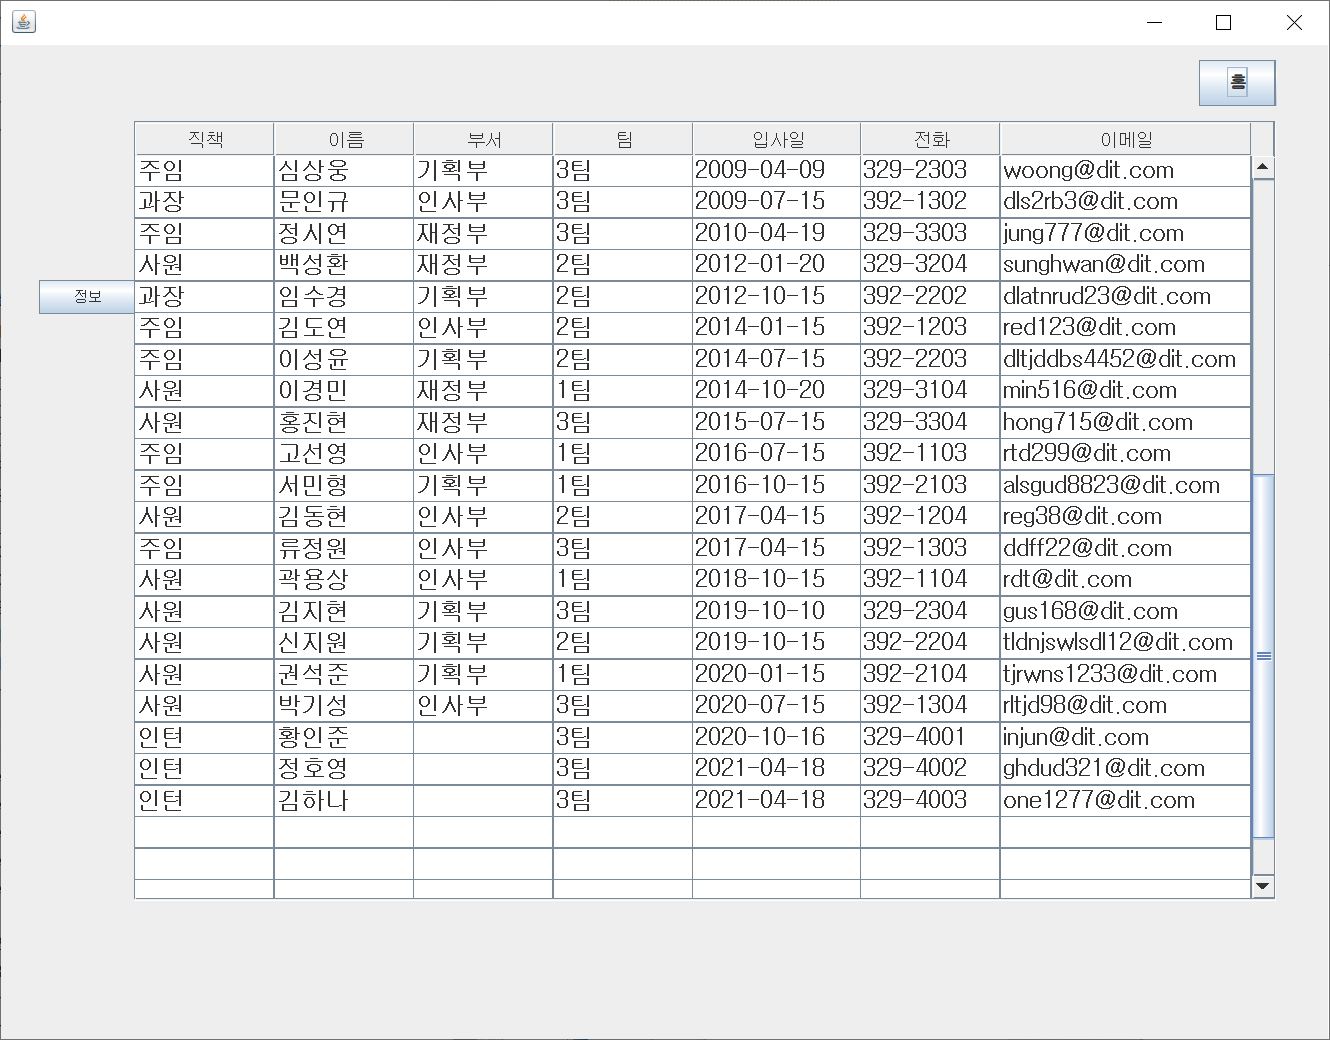 홈
직책 이름 부서 팀 입사일 전화 이메일
주임 심상웅 기획부 3팀 2009-04-09 329-2303 woong@dit.com
과장 문인규 인사부 3팀 2009-07-15 392-1302 dls2rb3@dit.com
주임 정시연 재정부 3팀 2010-04-19 329-3303 jung777@dit.com
사원 백성환 재정부 2팀 2012-01-20 329-3204 sunghwan@dit.com
정보 과장 임수경 기획부 2팀 2012-10-15 392-2202 dlatnrud23@dit.com
주임 김도연 인사부 2팀 2014-01-15 392-1203 red123@dit.com
주임 이성윤 기획부 2팀 2014-07-15 392-2203 dltjddbs4452@dit.com
사원 이경민 재정부 1팀 2014-10-20 329-3104 min516@dit.com
사원 홍진현 재정부 3팀 2015-07-15 329-3304 hong715@dit.com
주임 고선영 인사부 1팀 2016-07-15 392-1103 rtd299@dit.com
주임 서민형 기획부 1팀 2016-10-15 392-2103 alsgud8823@dit.com
사원 김동현 인사부 2팀 2017-04-15 392-1204 reg38@dit.com
주임 류정원 인사부 3팀 2017-04-15 392-1303 ddff22@dit.com
사원 곽용상 인사부 1팀 2018-10-15 392-1104 rdt@dit.com
사원 김지현 기획부 3팀 2019-10-10 329-2304 gus168@dit.com
사원 신지원 기획부 2팀 2019-10-15 392-2204 tldnjswlsdl12@dit.com
사원 권석준 기획부 1팀 2020-01-15 392-2104 tjrwns1233@dit.com
사원 박기성 인사부 3팀 2020-07-15 392-1304 rltjd98@dit.com
인턴 황인준 3팀 2020-10-16 329-4001 injun@dit.com
인턴 정호영 3팀 2021-04-18 329-4002 ghdud321@dit.com
인턴 김하나 3팀 2021-04-18 329-4003 one1277@dit.com